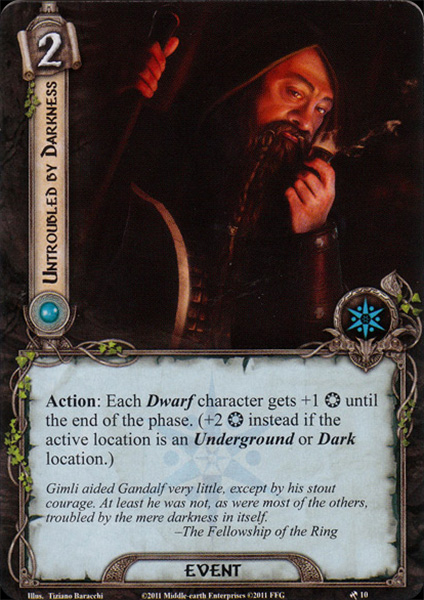 2
UNTROUBLED BY DARKNESS
Action: Each Dwarf character gets +1 until
the end of the phase. (+2 instead if the
active location is an Underground or Dark
location.)
Gimli aided Gandalf very little, except by his stout
courage. At least he was not, as were most of the others,
troubled by the mere darkness in itself.
–The Fellowship of the Ring
EVENT
Illus. Tiziano Baracchi ©2011 Middle-earth Enterprises ©2011 FFG 10